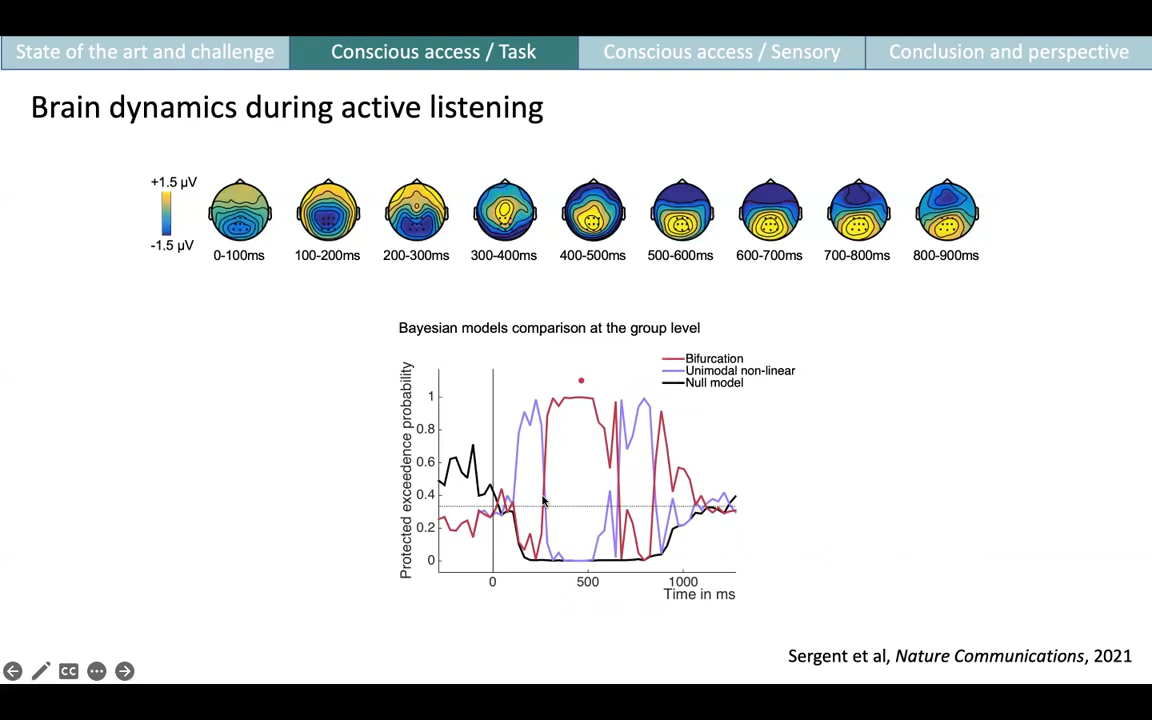 State of the art and challenge
Conscious access / Task
Conscious access / Sensory
Conclusion and perspective
Brain dynamics during active listening
+1.5 µV
-1.5 µV
0-100ms
100-200ms
200-300ms
300-400ms
400-500ms
500-600ms
600-700ms
700-800ms
800-900ms
Bayesian models comparison at the group level
Bifurcation
Unimodal non-linear
Null model
Protected exceedence probability
1
0.8
0.6
0.4
0.2
0
0
500
1000
Time in ms
Sergent et al, Nature Communications, 2021
CC